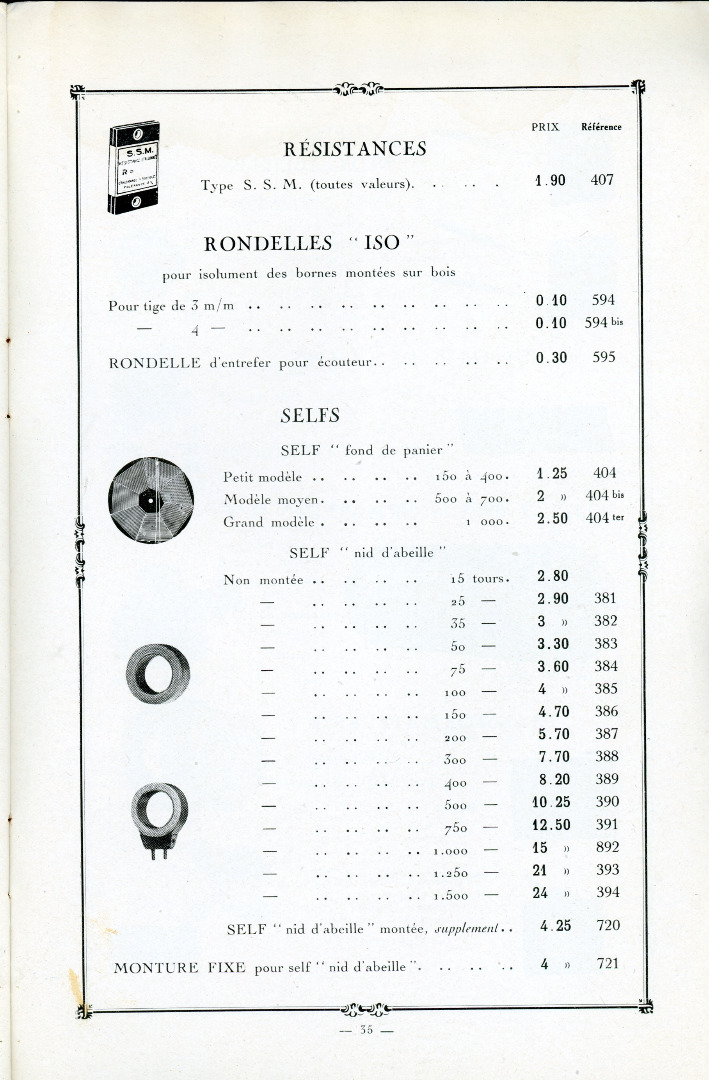 PRIX Référence
S.S.M.
RÉSISTANCES
Type S. S. M. (toutes valeurs). . . . . 1.90 407
RONDELLES “ ISO ”
pour isolument des bornes montées sur bois
Pour tige de 3 m/m .. .. .. .. .. .. .. .. .. 0.10 594
— 4 — .. .. .. .. .. .. .. .. .. 0.10 594 bis
RONDELLE d'entrefer pour écouteur.. .. .. .. .. 0.30 595
SELFS
SELF “ fond de panier ”
Petit modèle .. .. .. .. 150 à 400. 1.25 404
Modèle moyen. .. .. .. 500 à 700. 2 » 404 bis
Grand modèle . .. .. .. 1 000. 2.50 404 ter
SELF “ nid d'abeille ”
Non montée .. .. .. .. 15 tours. 2.80
— .. .. .. .. 25 — 2.90 381
— .. .. .. .. 35 — 3 » 382
— .. .. .. .. 50 — 3.30 383
— .. .. .. .. 75 — 3.60 384
— .. .. .. .. 100 — 4 » 385
— .. .. .. .. 150 — 4.70 386
— .. .. .. .. 200 — 5.70 387
— .. .. .. .. 300 — 7.70 388
— .. .. .. .. 400 — 8.20 389
— .. .. .. .. 500 — 10.25 390
— .. .. .. .. 750 — 12.50 391
— .. .. .. .. 1.000 — 15 » 892
— .. .. .. .. 1.250 — 21 » 393
— .. .. .. .. 1.500 — 24 » 394
SELF “ nid d'abeille ” montée, supplement.. 4.25 720
MONTURE FIXE pour self “ nid d'abeille ”. .. .. .. 4 » 721
— 35 —